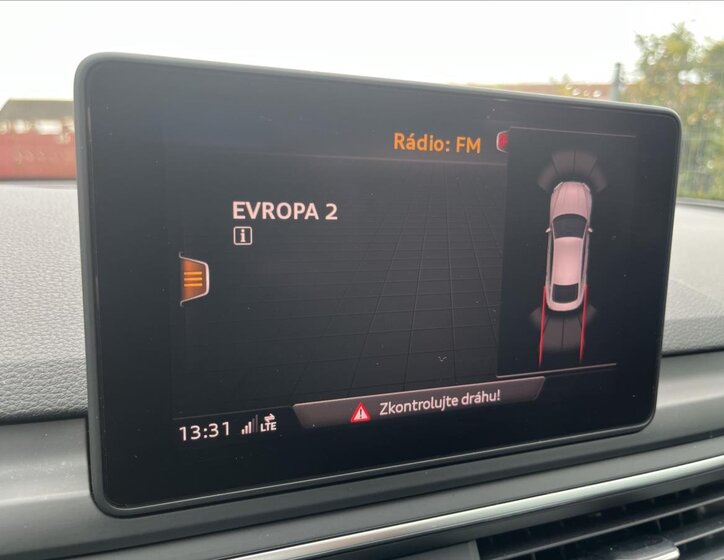 Rádio: FM
EVROPA 2
i
Zkontrolujte dráhu!
13:31 LTE